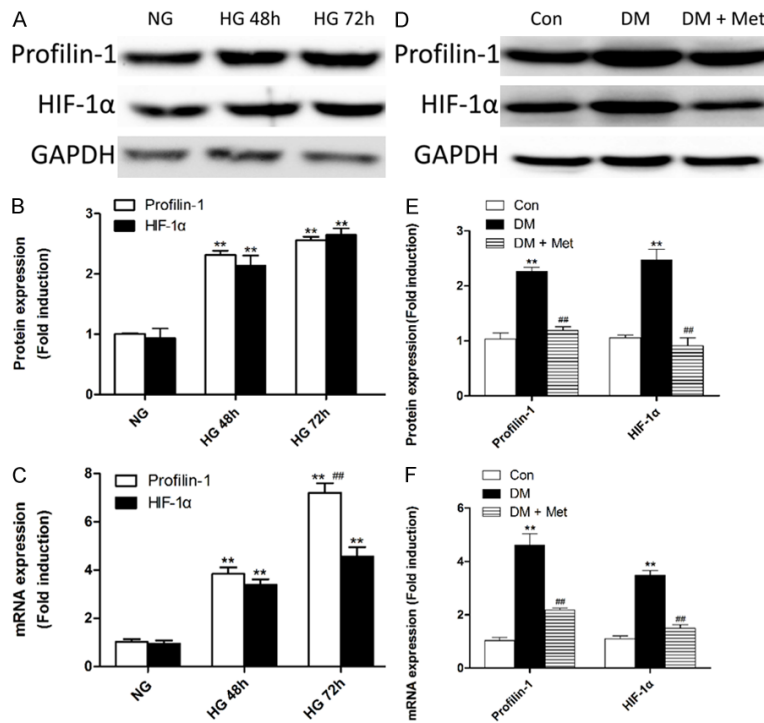 A
NG HG 48h HG 72h
Profilin-1
HIF-1α
GAPDH
B
Profilin-1
HIF-1α
Protein expression
(Fold induction)
3
2
1
0
** ** ** **
NG HG 48h HG 72h
C
Profilin-1
HIF-1α
mRNA expression
(Fold induction)
8
6
4
2
0
** ** ** ## **
NG HG 48h HG 72h
D
Con DM DM + Met
Profilin-1
HIF-1α
GAPDH
E
Con
DM
DM + Met
Protein expression(Fold induction)
3
2
1
0
** ## ** ##
Profilin-1 HIF-1α
F
Con
DM
DM + Met
mRNA expression (Fold induction)
6
4
2
0
** ## ** ##
Profilin-1 HIF-1α